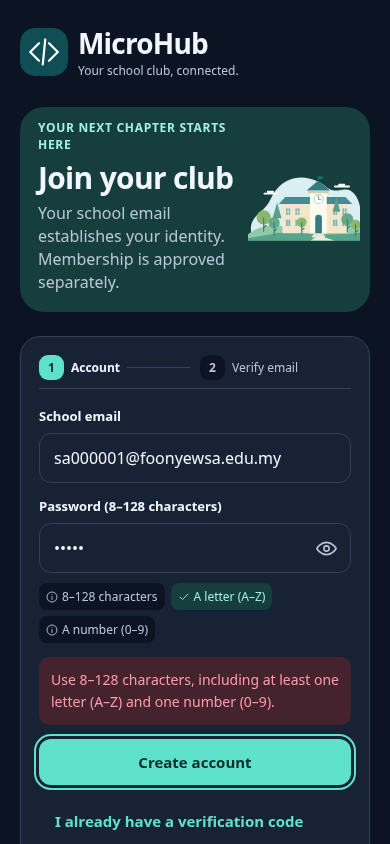 MicroHub
Your school club, connected.
YOUR NEXT CHAPTER STARTS
HERE
Join your club
Your school email
establishes your identity.
Membership is approved
separately.
1 Account 2 Verify email
School email
sa000001@foonyewsa.edu.my
Password (8–128 characters)
•••••
8–128 characters A letter (A–Z)
A number (0–9)
Use 8–128 characters, including at least one
letter (A–Z) and one number (0–9).
Create account
I already have a verification code